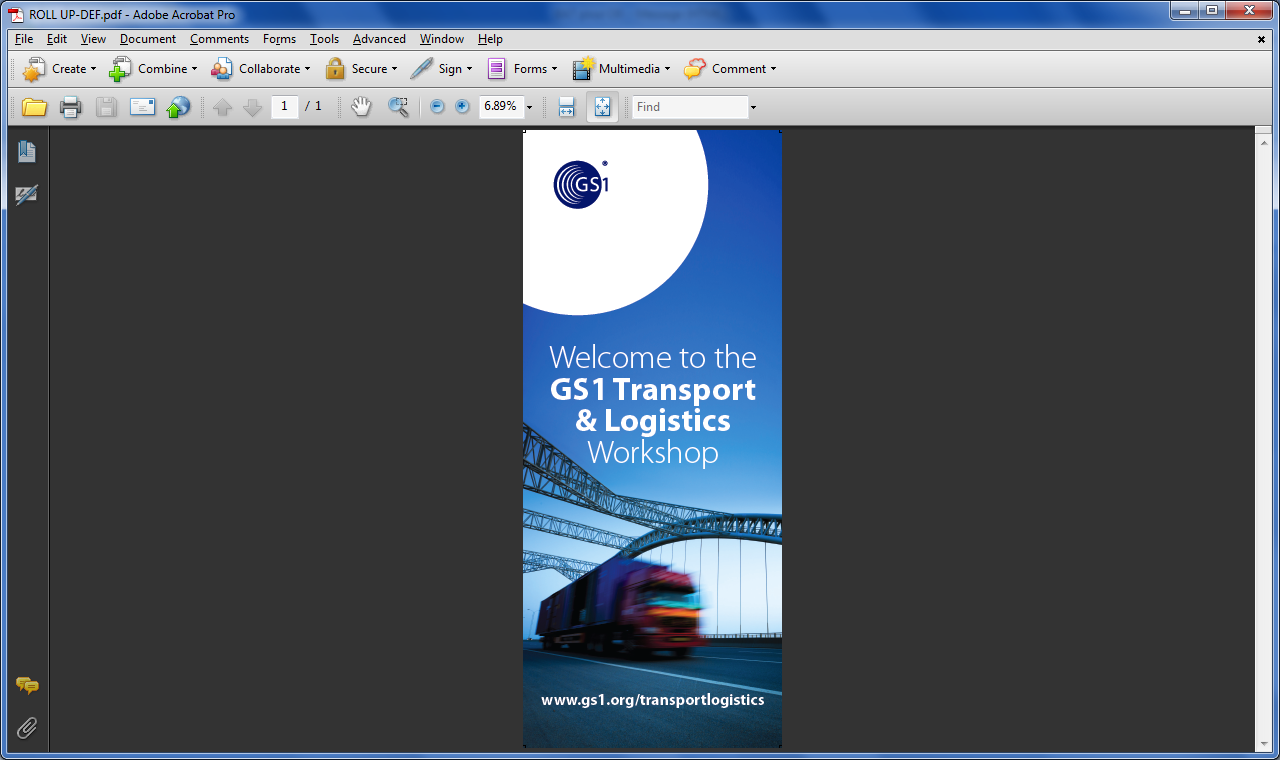 ROLL UP-DEF.pdf - Adobe Acrobat Pro
File Edit View Document Comments Forms Tools Advanced Window Help
Create Combine Collaborate Secure Sign Forms Multimedia Comment
1 / 1 6.89% Find
GS1®
Welcome to the
GS1 Transport
& Logistics
Workshop
www.gs1.org/transportlogistics